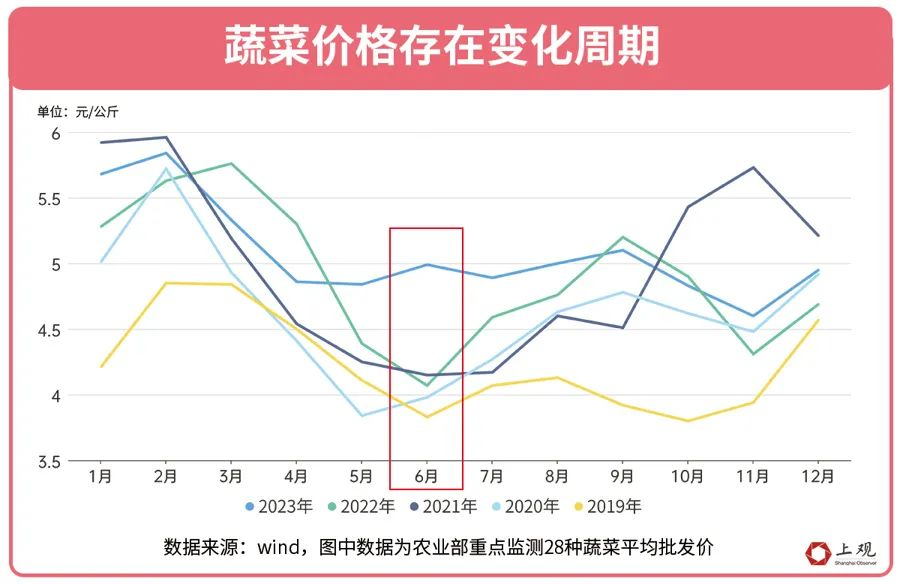 蔬菜价格存在变化周期
单位：元/公斤
6
5.5
5
4.5
4
3.5
1月 2月 3月 4月 5月 6月 7月 8月 9月 10月 11月 12月
2023年 2022年 2021年 2020年 2019年
数据来源：wind，图中数据为农业部重点监测28种蔬菜平均批发价
上观
Shanghai Observer